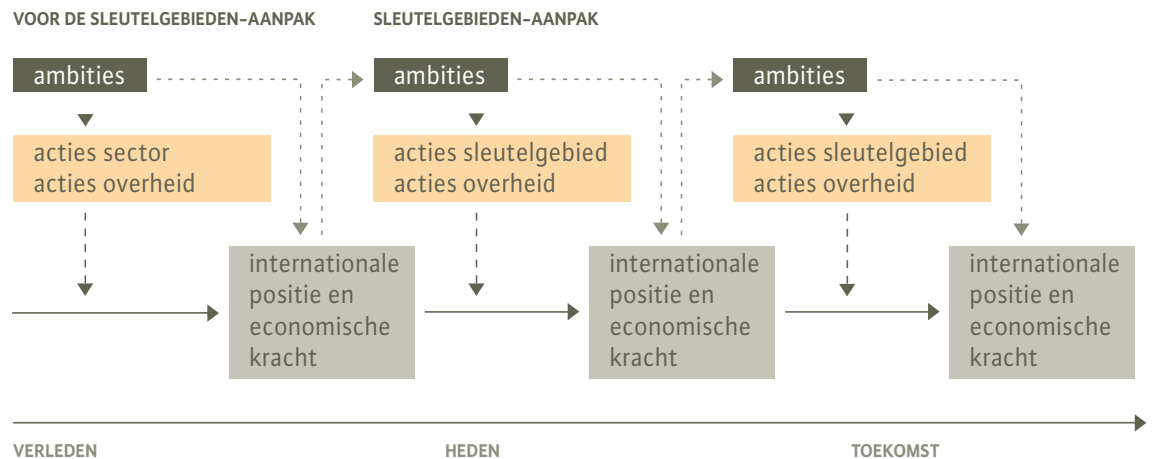 VOOR DE SLEUTELGEBIEDEN-AANPAK
SLEUTELGEBIEDEN-AANPAK
ambities
ambities
ambities
acties sector
acties overheid
acties sleutelgebied
acties overheid
acties sleutelgebied
acties overheid
internationale
positie en
economische
kracht
internationale
positie en
economische
kracht
internationale
positie en
economische
kracht
VERLEDEN
HEDEN
TOEKOMST